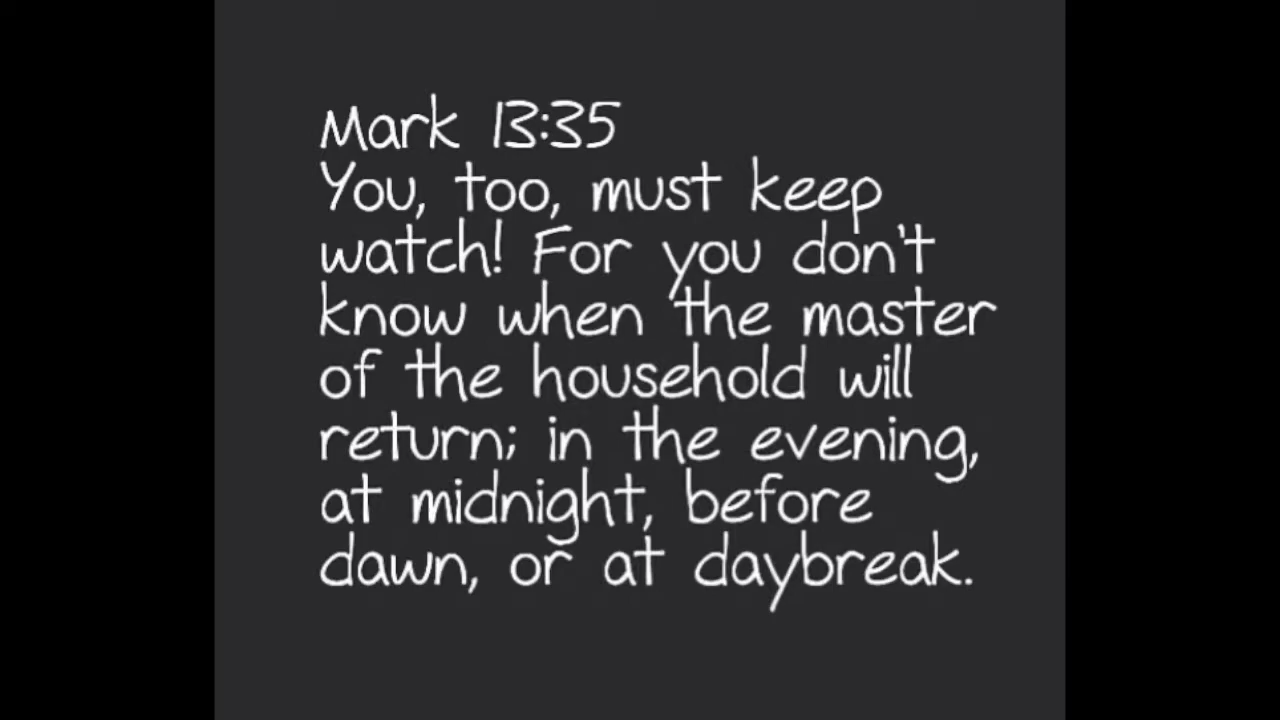 Mark 13:35
You, too, must keep
watch! For you don't
know when the master
of the household will
return; in the evening,
at midnight, before
dawn, or at daybreak.